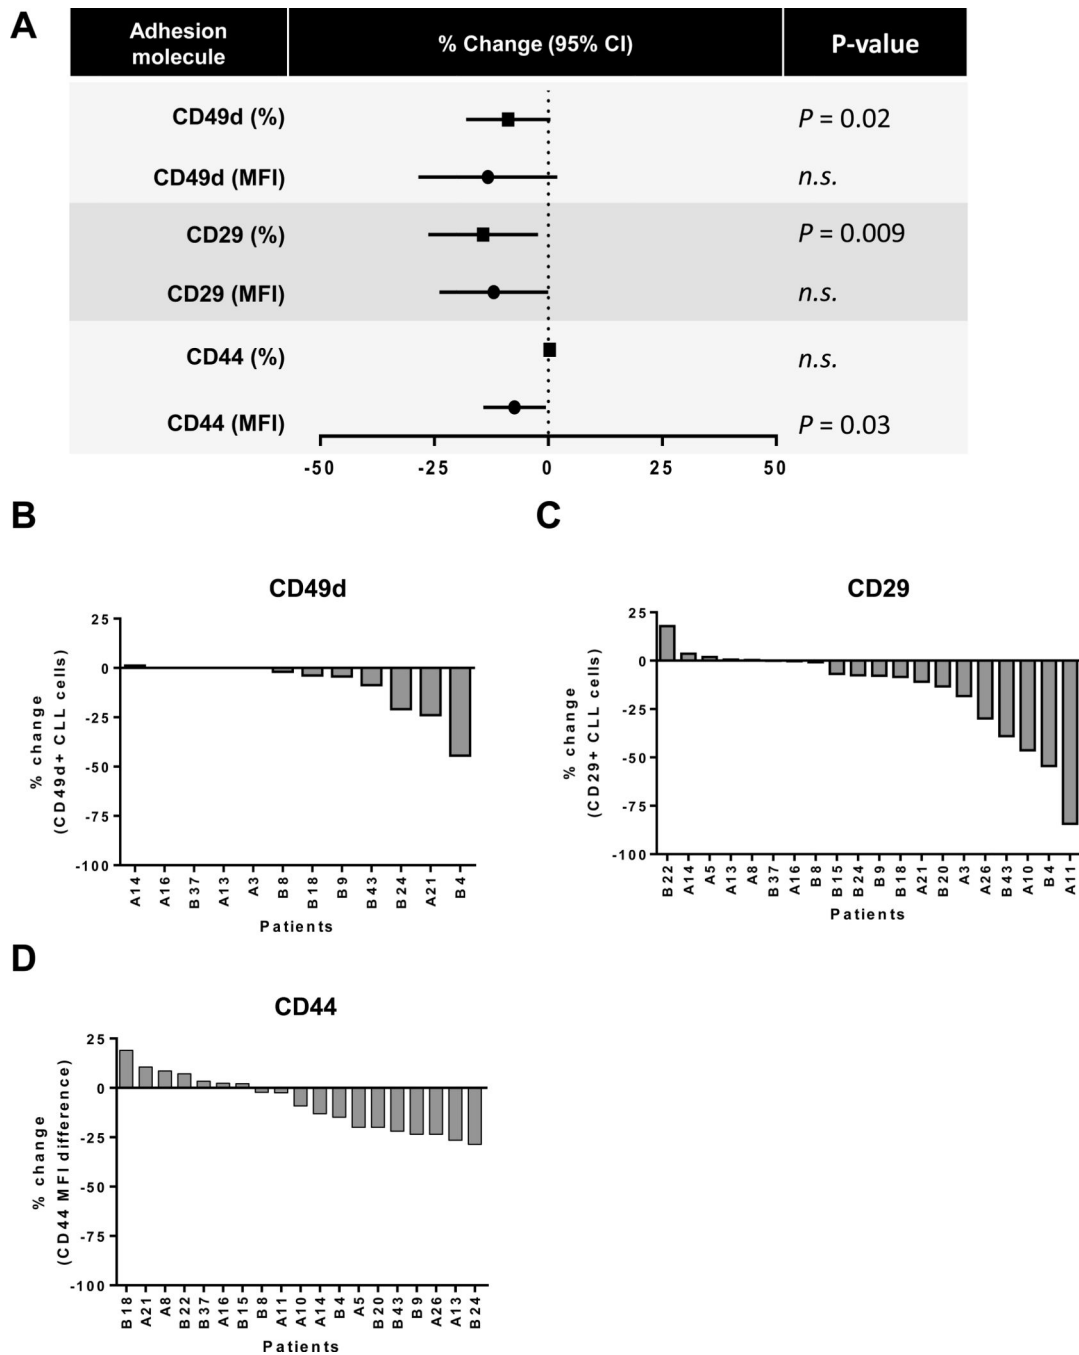 A
Adhesion
molecule
% Change (95% CI)
P-value
CD49d (%)
P = 0.02
CD49d (MFI)
n.s.
CD29 (%)
P = 0.009
CD29 (MFI)
n.s.
CD44 (%)
n.s.
CD44 (MFI)
P = 0.03
-50 -25 0 25 50
B
CD49d
% change
(CD49d+ CLL cells)
25
0
-25
-50
-75
-100
A14 A16 B37 A13 A3 B8 B18 B9 B43 B24 A21 B4
Patients
C
CD29
% change
(CD29+ CLL cells)
25
0
-25
-50
-75
-100
B22 A14 A5 A13 A8 B37 A16 B8 B15 B24 B9 B18 A21 B20 A3 A26 B43 A10 B4 A11
Patients
D
CD44
% change
(CD44 MFI difference)
25
0
-25
-50
-75
-100
B18 A21 A8 B22 B37 A16 B15 B8 A11 A10 A14 B4 A5 B20 B43 B9 A26 A13 B24
Patients